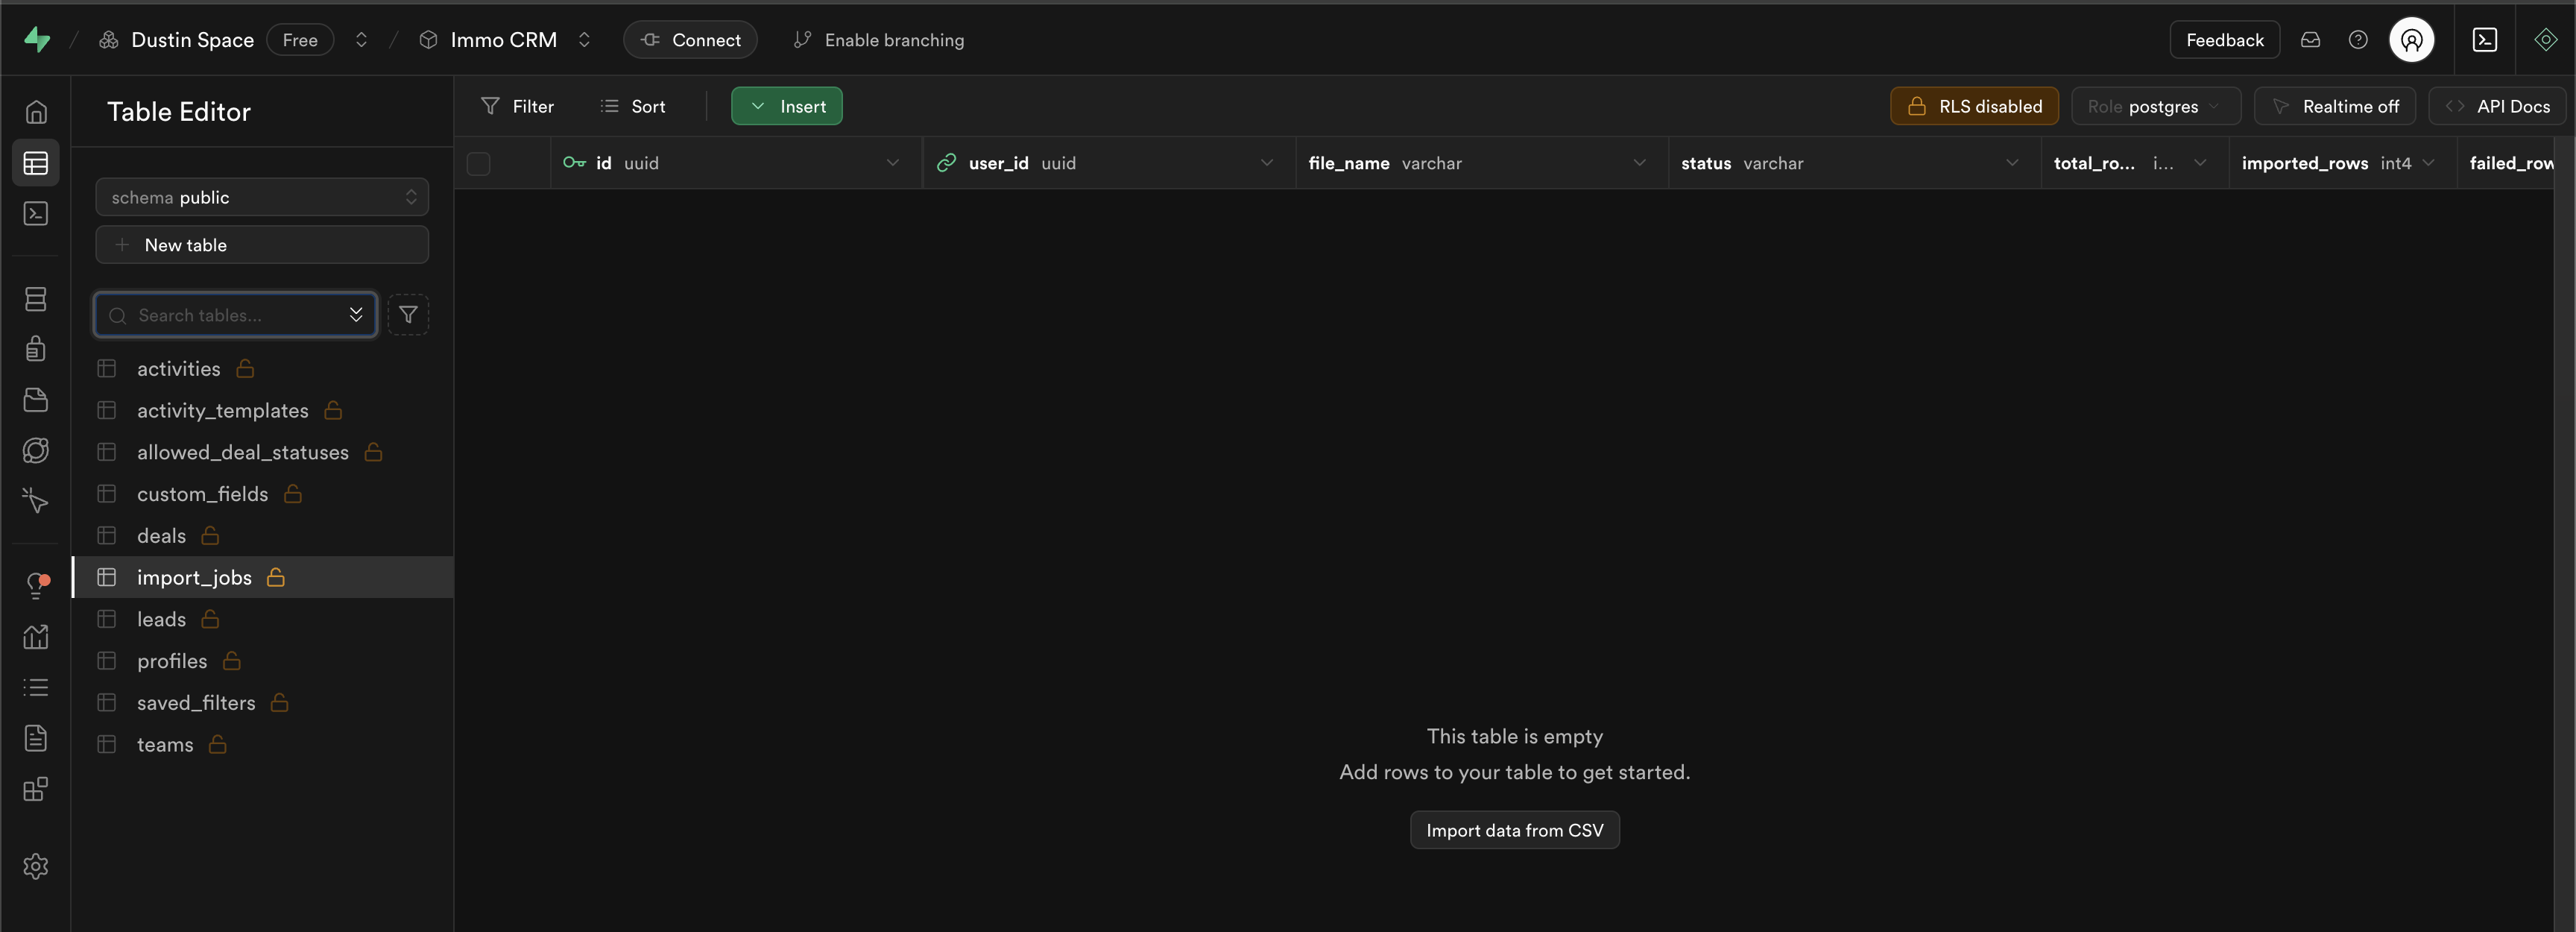 Dustin Space Free Immo CRM Connect Enable branching Feedback
Table Editor
Filter Sort Insert RLS disabled Role postgres Realtime off API Docs
id uuid user_id uuid file_name varchar status varchar total_ro... i... imported_rows int4 failed_row
schema public
New table
Search tables...
activities
activity_templates
allowed_deal_statuses
custom_fields
deals
import_jobs
leads
profiles
saved_filters
teams
This table is empty
Add rows to your table to get started.
Import data from CSV